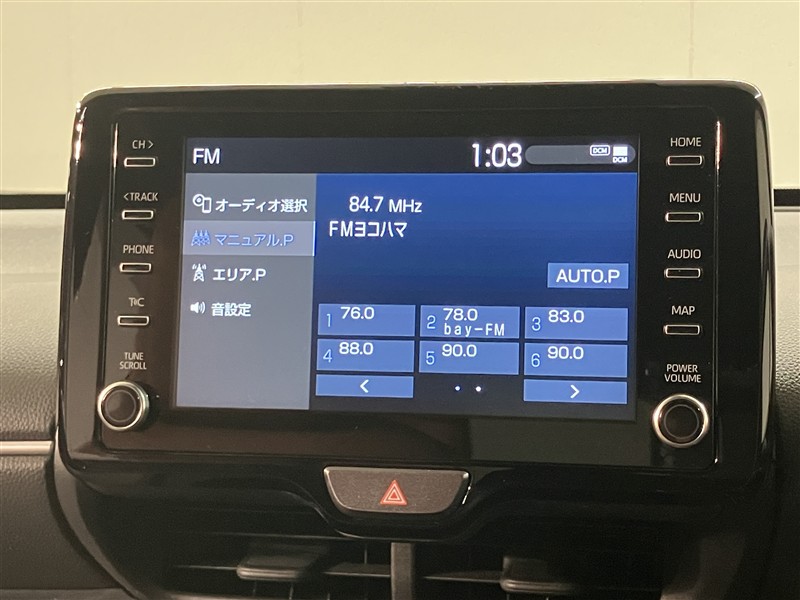 CH >
< TRACK
PHONE
T C
TUNE
SCROLL
FM
1:03
DCM
DCM
オーディオ選択
マニュアル.P
エリア.P
音設定
84.7 MHz
FMヨコハマ
AUTO.P
1 76.0
2 78.0
bay-FM
3 83.0
4 88.0
5 90.0
6 90.0
<
>
HOME
MENU
AUDIO
MAP
POWER
VOLUME